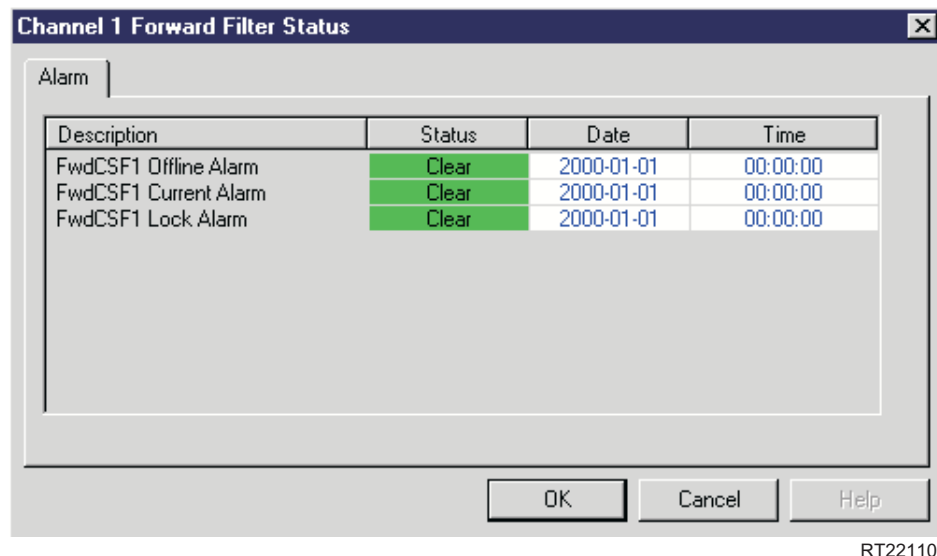 Channel 1 Forward Filter Status
Alarm
Description Status Date Time
FwdCSF1 Offline Alarm Clear 2000-01-01 00:00:00
FwdCSF1 Current Alarm Clear 2000-01-01 00:00:00
FwdCSF1 Lock Alarm Clear 2000-01-01 00:00:00
OK Cancel Help
RT22110